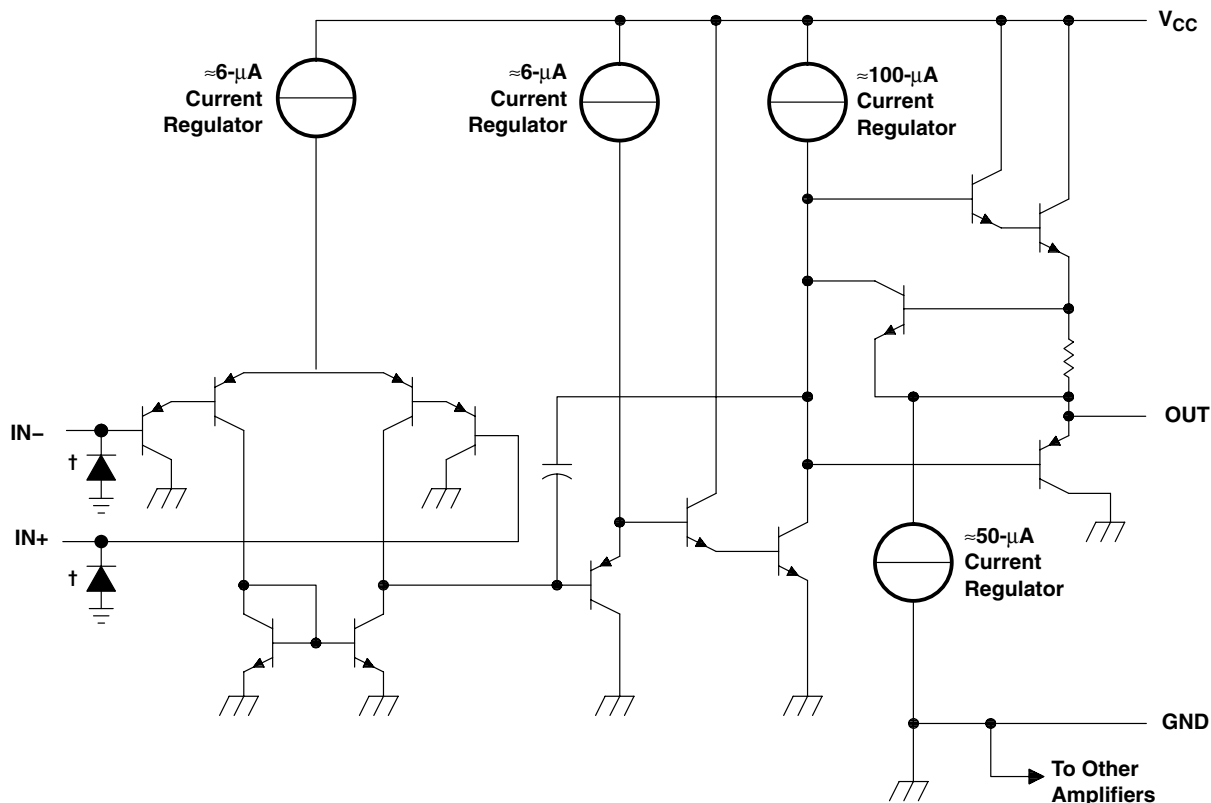 V_CC
≈6-μA
Current
Regulator
≈6-μA
Current
Regulator
≈100-μA
Current
Regulator
IN−
†
OUT
IN+
†
≈50-μA
Current
Regulator
GND
To Other
Amplifiers